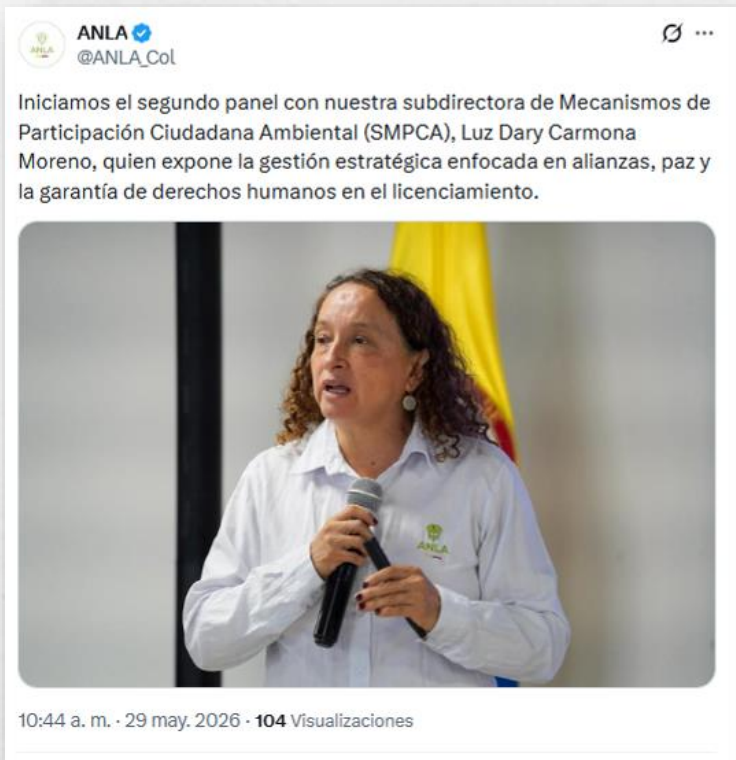 ANLA
@ANLA_Col
Iniciamos el segundo panel con nuestra subdirectora de Mecanismos de
Participación Ciudadana Ambiental (SMPCA), Luz Dary Carmona
Moreno, quien expone la gestión estratégica enfocada en alianzas, paz y
la garantía de derechos humanos en el licenciamiento.
ANLA
10:44 a. m. · 29 may. 2026 · 104 Visualizaciones